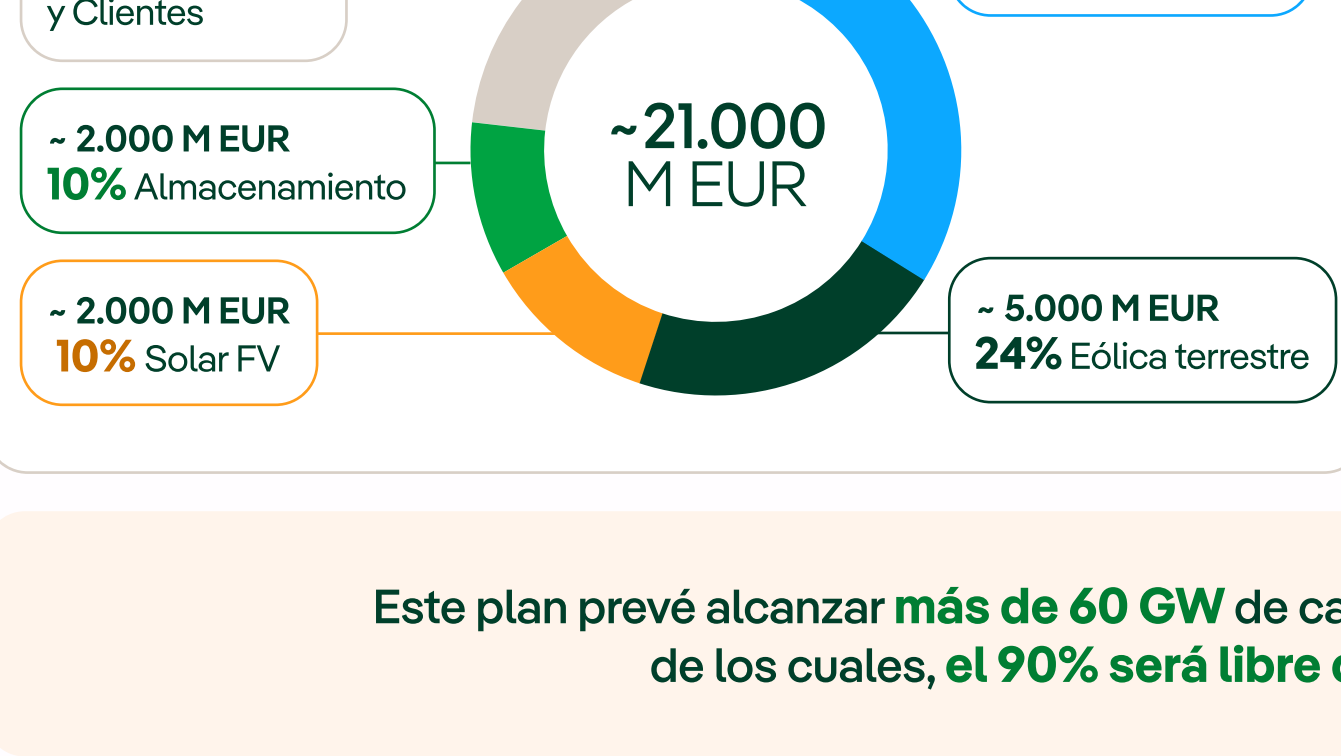 y Clientes
~ 2.000 M EUR
10% Almacenamiento
~ 2.000 M EUR
10% Solar FV
~21.000
M EUR
~ 5.000 M EUR
24% Eólica terrestre
Este plan prevé alcanzar más de 60 GW de
de los cuales, el 90% será libre